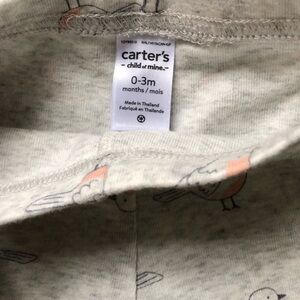 carter's
- child of mine. -
0-3m
months / mois
Made in Thailand
Fabriqué en Thaïlande